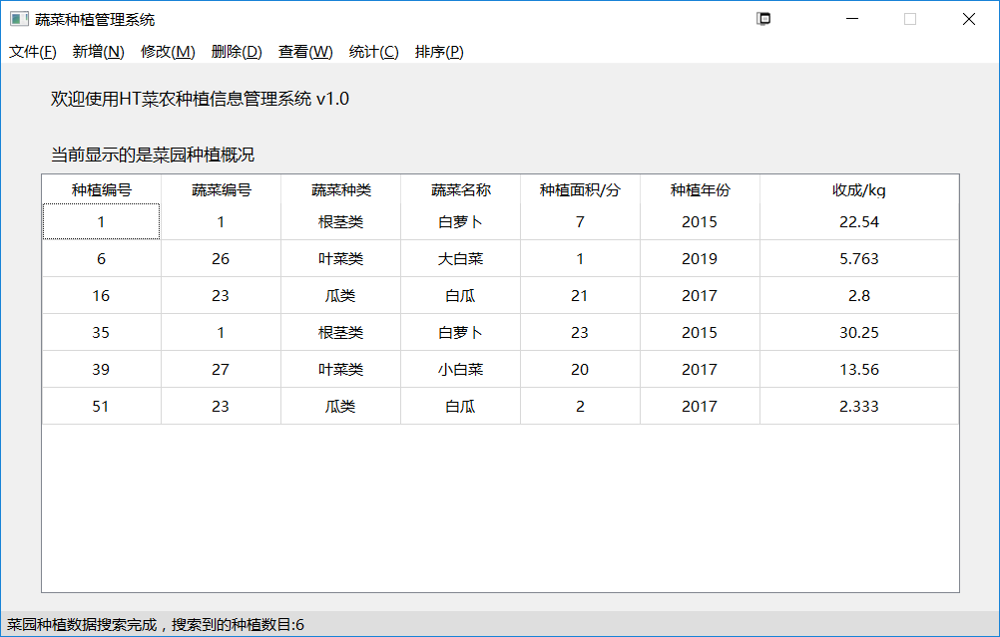 蔬菜种植管理系统
文件(F) 新增(N) 修改(M) 删除(D) 查看(W) 统计(C) 排序(P)
欢迎使用HT菜农种植信息管理系统 v1.0
当前显示的是菜园种植概况
种植编号 蔬菜编号 蔬菜种类 蔬菜名称 种植面积/分 种植年份 收成/kg
1 1 根茎类 白萝卜 7 2015 22.54
6 26 叶菜类 大白菜 1 2019 5.763
16 23 瓜类 白瓜 21 2017 2.8
35 1 根茎类 白萝卜 23 2015 30.25
39 27 叶菜类 小白菜 20 2017 13.56
51 23 瓜类 白瓜 2 2017 2.333
菜园种植数据搜索完成，搜索到的种植数目:6